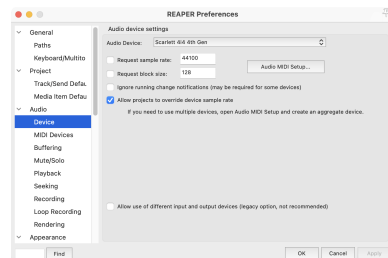 REAPER Preferences
General
Paths
Keyboard/Multito
Project
Track/Send Defau
Media Item Defau
Audio
Device
MIDI Devices
Buffering
Mute/Solo
Playback
Seeking
Recording
Loop Recording
Rendering
Appearance
Find
Audio device settings
Audio Device: Scarlett 4i4 4th Gen
Request sample rate: 44100
Request block size: 128
Audio MIDI Setup...
Ignore running change notifications (may be required for some devices)
Allow projects to override device sample rate
If you need to use multiple devices, open Audio MIDI Setup and create an aggregate device.
Allow use of different input and output devices (legacy option, not recommended)
OK Cancel Apply